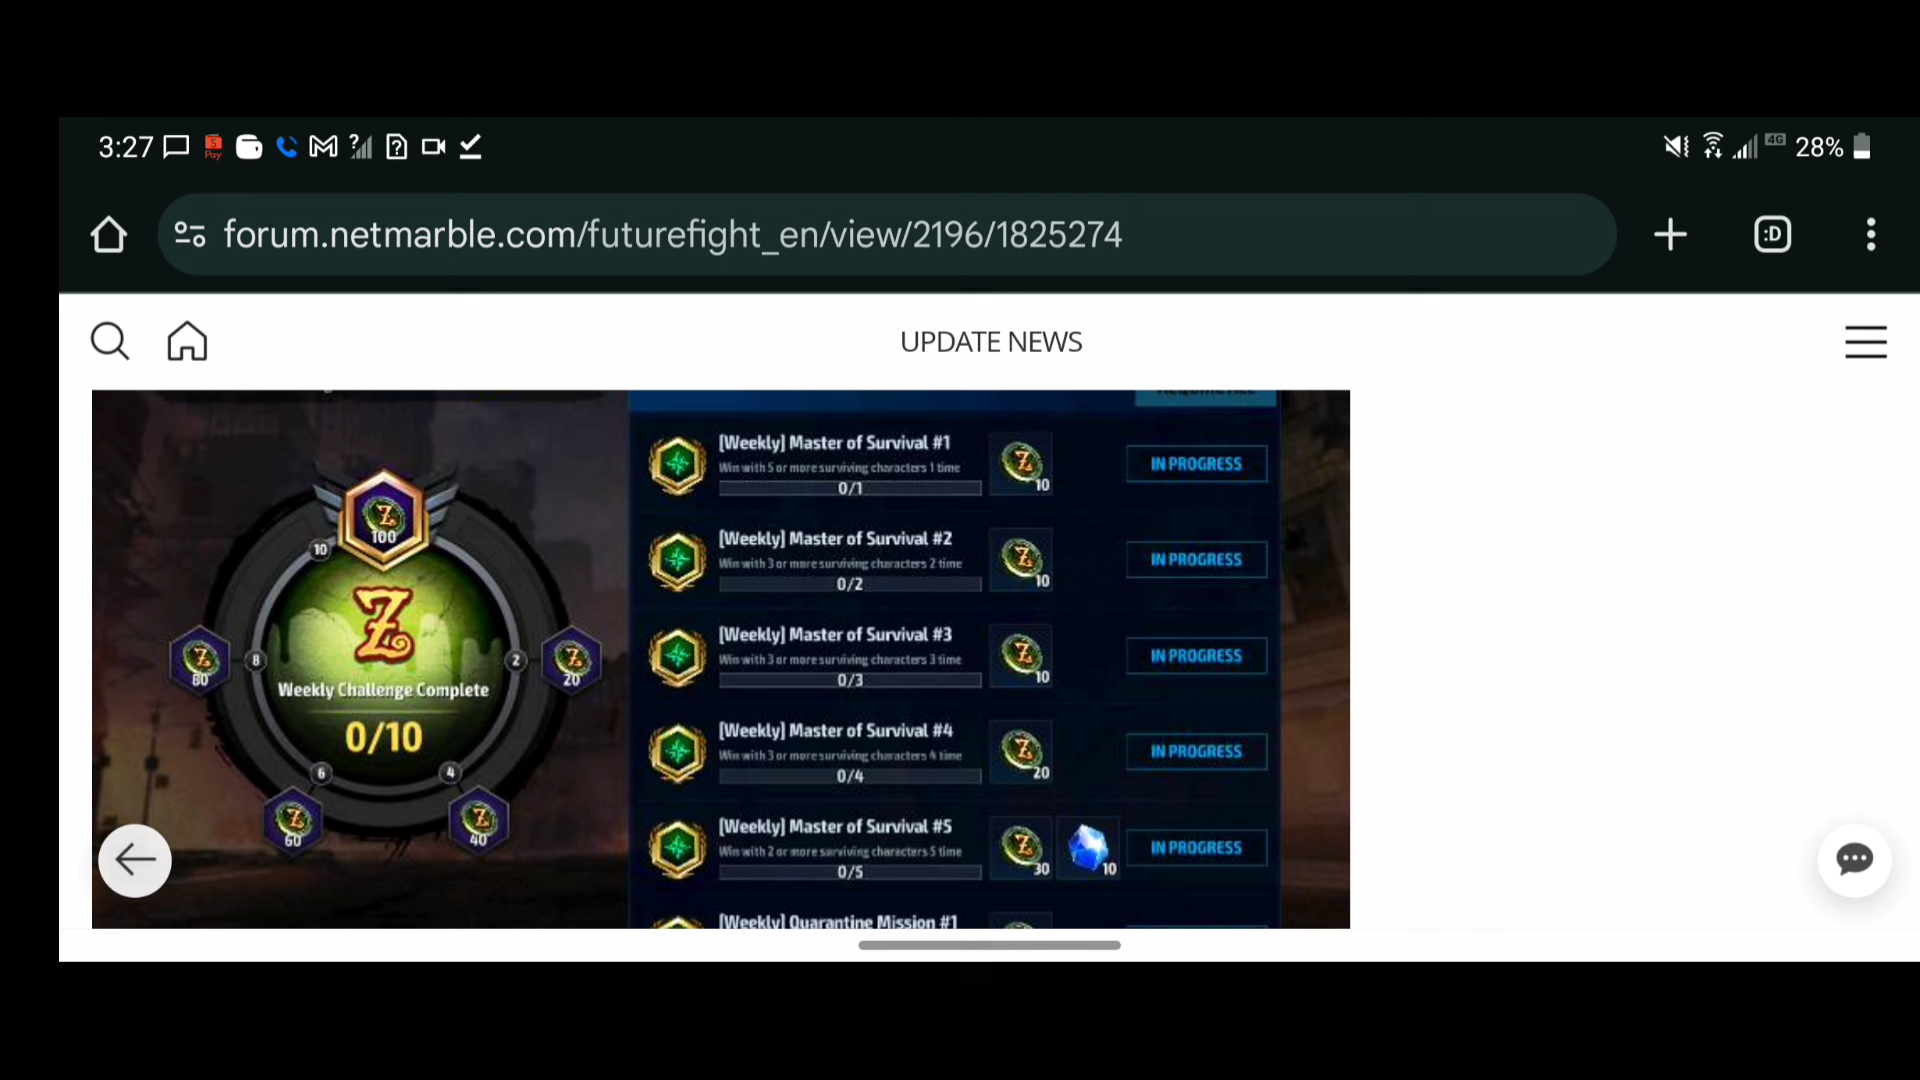 3:27 28%
forum.netmarble.com/futurefight_en/view/2196/1825274 :D
UPDATE NEWS
[Weekly] Master of Survival #1
Win with 5 or more surviving characters 1 time
0/1
10
IN PROGRESS
[Weekly] Master of Survival #2
Win with 3 or more surviving characters 2 time
0/2
10
IN PROGRESS
[Weekly] Master of Survival #3
Win with 3 or more surviving characters 3 time
0/3
10
IN PROGRESS
[Weekly] Master of Survival #4
Win with 3 or more surviving characters 4 time
0/4
20
IN PROGRESS
[Weekly] Master of Survival #5
Win with 2 or more surviving characters 5 time
0/5
30
10
IN PROGRESS
[Weekly] Quarantine Mission #1
Z
100
10
Z
80
8
2
Z
20
Z
Weekly Challenge Complete
0/10
6
4
Z
60
Z
40